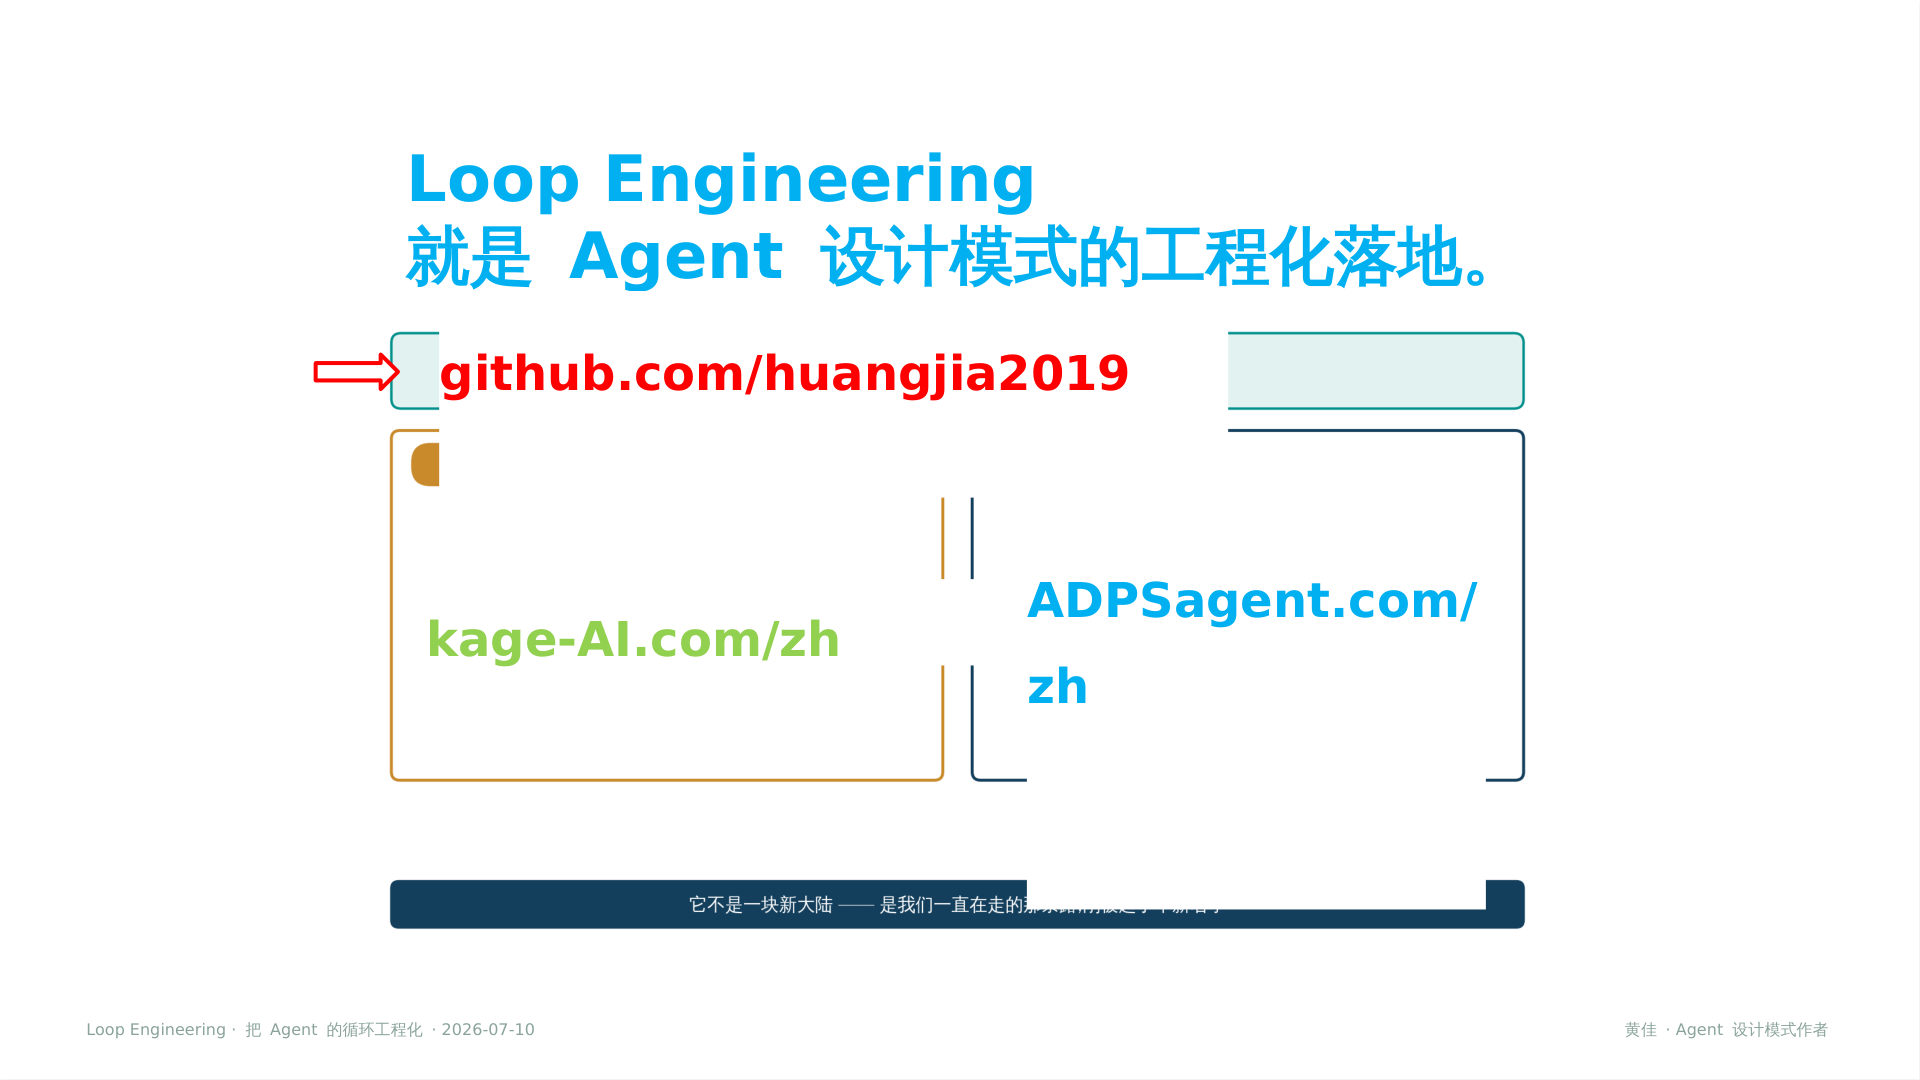 Loop Engineering
就是 Agent 设计模式的工程化落地。
github.com/huangjia2019
kage-AI.com/zh
ADPSagent.com/
zh
它不是一块新大陆 —— 是我们一直在走的
Loop Engineering · 把 Agent 的循环工程化 · 2026-07-10
黄佳 · Agent 设计模式作者